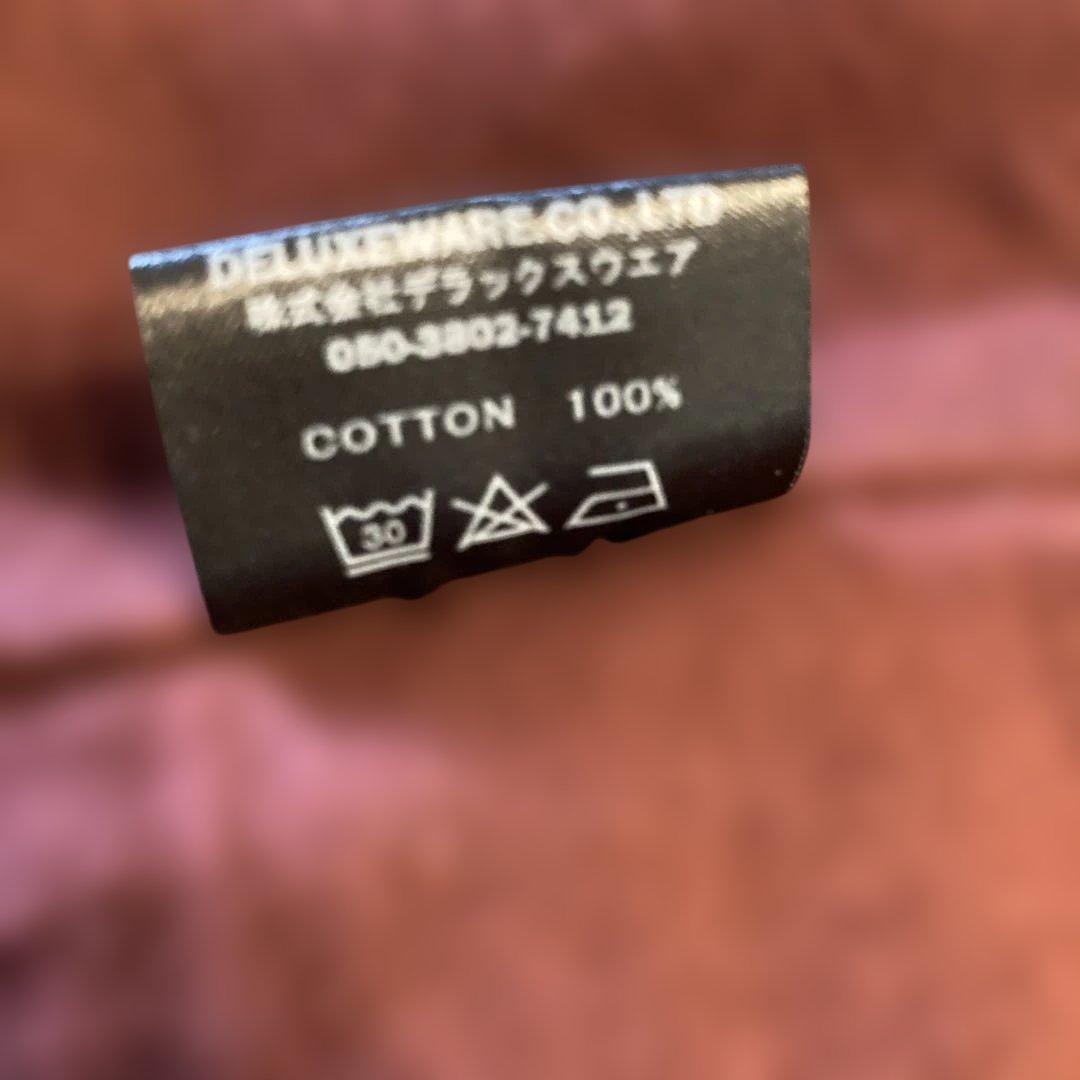 DELUXEWARE CO.,LTD
株式会社デラックスウエア
050-3802-7412
COTTON 100%
30